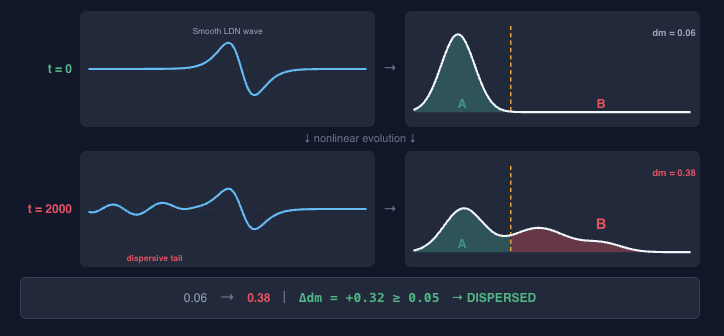 Smooth LDN wave
dm = 0.06
t = 0
→
A
B
↓ nonlinear evolution ↓
dm = 0.38
t = 2000
→
B
A
dispersive tail
0.06 → 0.38 | Δdm = +0.32 ≥ 0.05 → DISPERSED